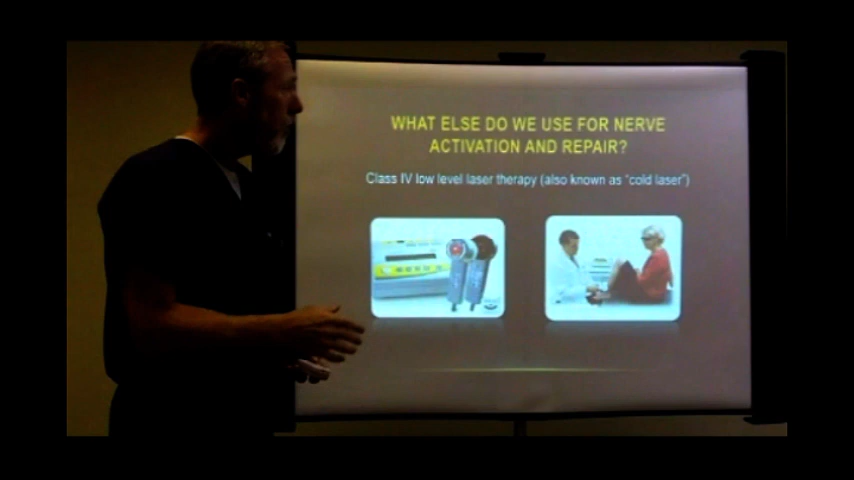 WHAT ELSE DO WE USE FOR NERVE
ACTIVATION AND REPAIR?
Class IV low level laser therapy (also known as "cold laser")